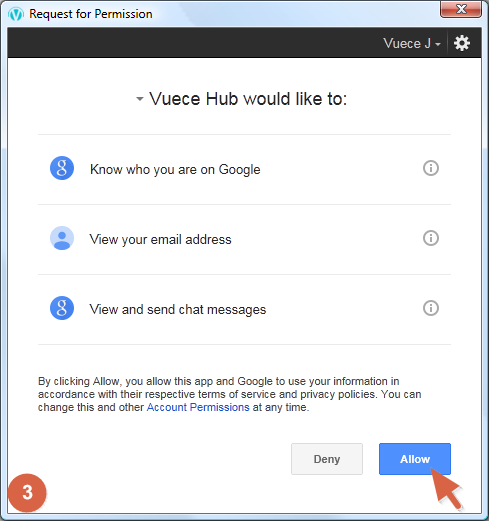 Request for Permission
Vuece J
Vuece Hub would like to:
Know who you are on Google
View your email address
View and send chat messages
By clicking Allow, you allow this app and Google to use your information in
accordance with their respective terms of service and privacy policies. You can
change this and other Account Permissions at any time.
Deny
Allow
3